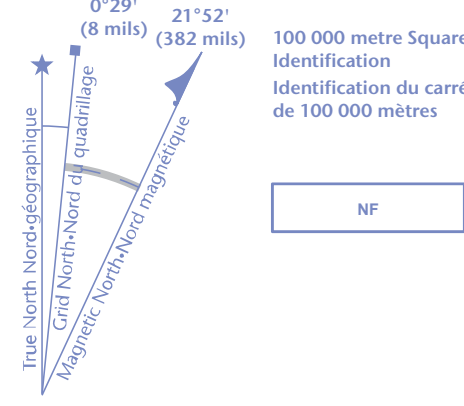 0°29'
(8 mils)
21°52'
(382 mils)
100 000 metre Square
Identification
Identification du carré
de 100 000 mètres
True North Nord•géographique
Grid North•Nord du quadrillage
Magnetic North•Nord magnétique
NF